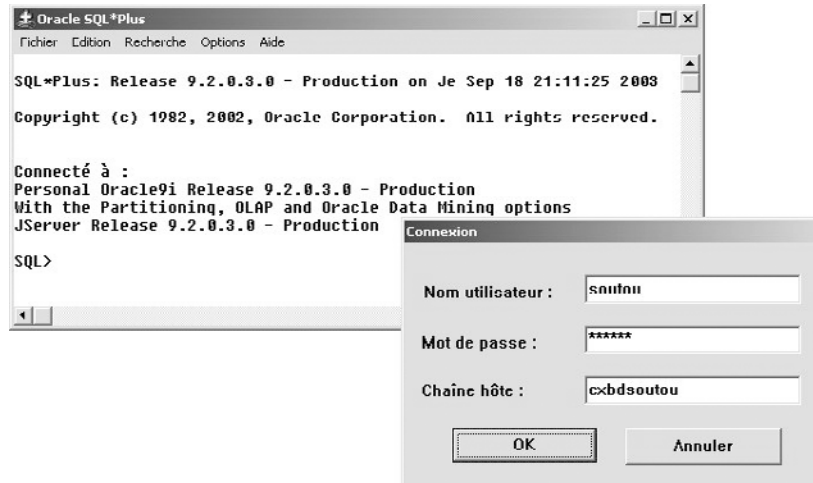 Oracle SQL*Plus
Fichier Edition Recherche Options Aide
SQL*Plus: Release 9.2.0.3.0 - Production on Je Sep 18 21:11:25 2003
Copyright (c) 1982, 2002, Oracle Corporation. All rights reserved.
Connecté à :
Personal Oracle9i Release 9.2.0.3.0 - Production
With the Partitioning, OLAP and Oracle Data Mining options
JServer Release 9.2.0.3.0 - Production
SQL>
Connexion
Nom utilisateur : soutou
Mot de passe : ******
Chaîne hôte : cxbdsoutou
OK Annuler